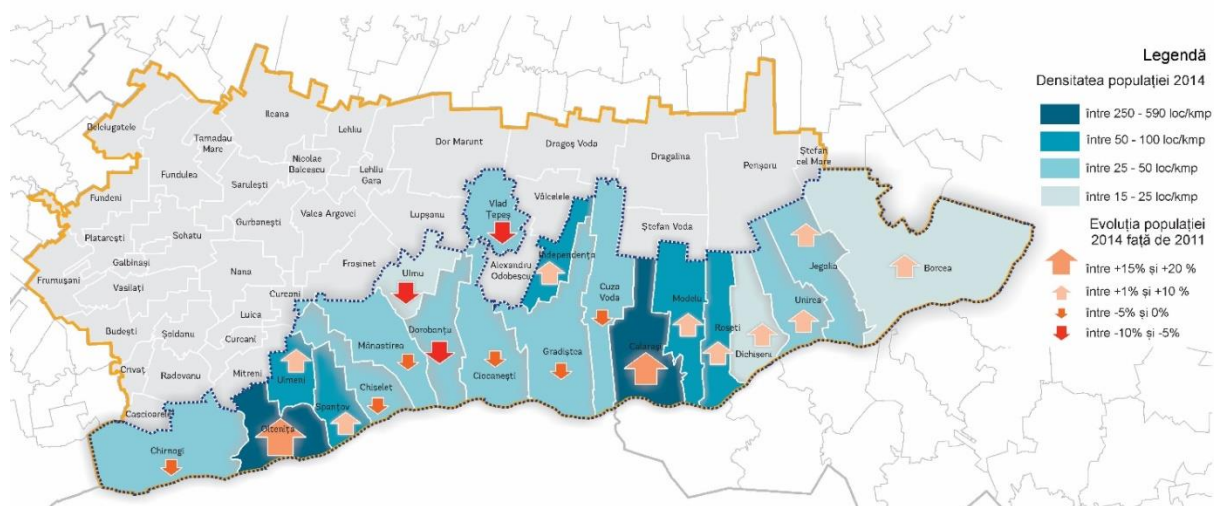 Legendă
Densitatea populației 2014
între 250 - 590 loc/kmp
între 50 - 100 loc/kmp
între 25 - 50 loc/kmp
între 15 - 25 loc/kmp
Evoluția populației
2014 față de 2011
între +15% și +20 %
între +1% și +10 %
între -5% și 0%
între -10% și -5%
Belciugatele
Ileana
Tamadau
Mare
Lehliu
Dor Marunt
Dragoș Voda
Dragalina
Perișoru
Ștefan
cel Mare
Fundulea
Nicolae
Balcescu
Lehliu
Gara
Sarulești
Fundeni
Vlad
Țepeș
Vâlcelele
Valea Argovei
Lupșanu
Gurbanești
Ștefan Voda
Platarești
Sohatu
Independența
Galbinași
Froșinet
Alexandru
Odobescu
Jegalia
Borcea
Frumușani
Vasilați
Nana
Ulmu
Cuza
Voda
Curcani
Unirea
Luica
Modelu
Roseti
Budești
Șoldanu
Curcani
Dorobanțu
Mânastirea
Gradiștea
Calarași
Dichiseni
Crivaț
Radovanu
Mitreni
Ulmeni
Ciocanești
Chiselet
Cascioarele
Spanțov
Oltenița
Chirnogi